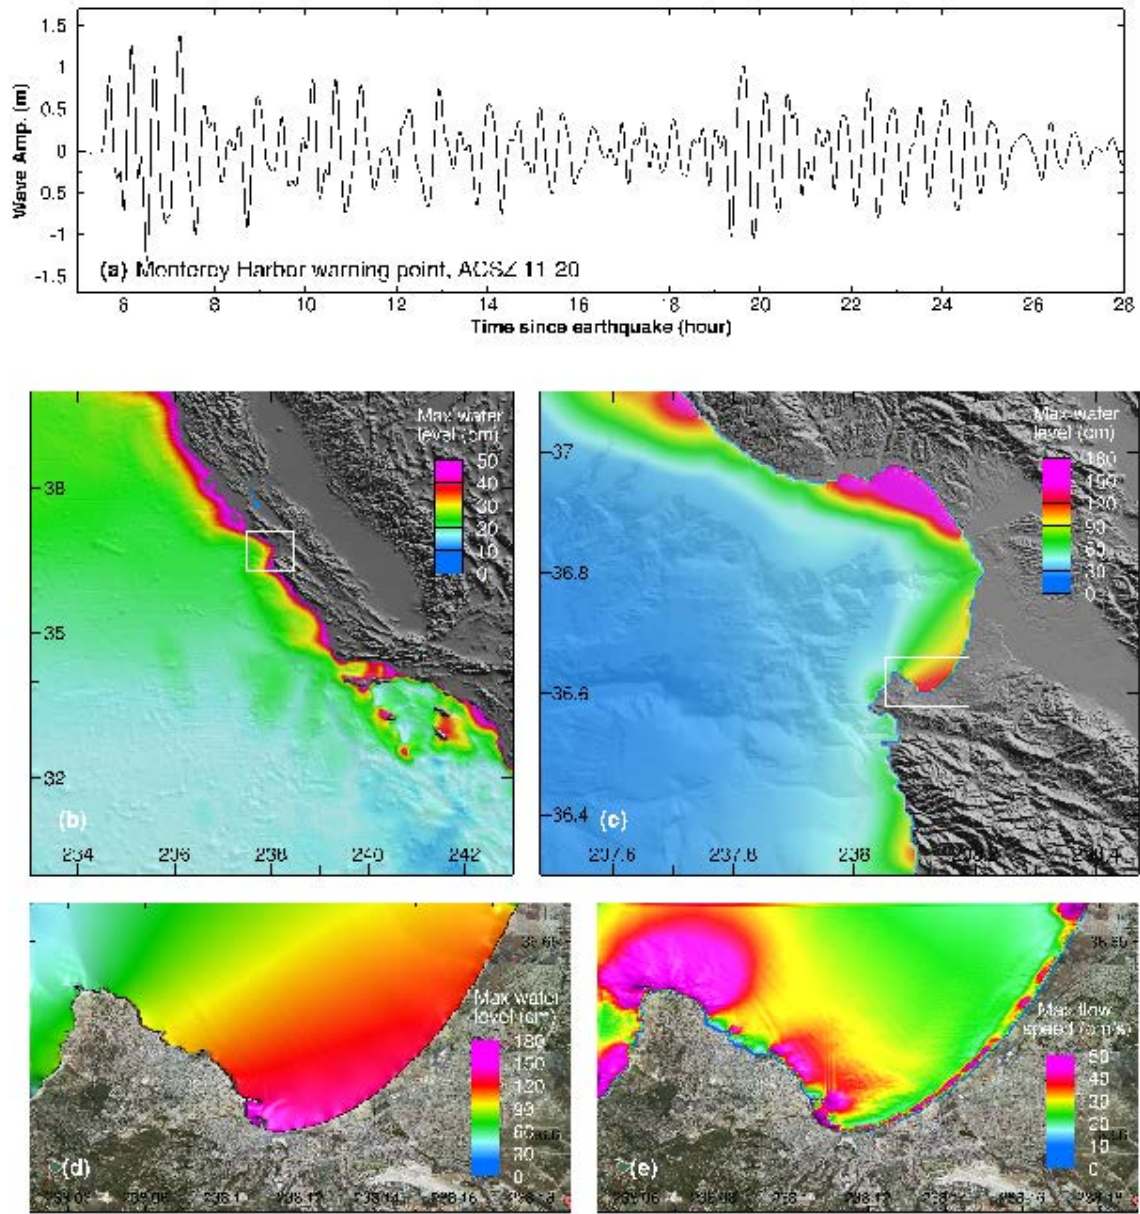 1.5
1
0.5
0
-0.5
-1
-1.5
Wave Amp. (m)
(a) Monterey Harbor warning point, ACSZ 11 20
6 8 10 12 14 16 18 20 22 24 26 28
Time since earthquake (hour)
Max water
level (cm)
50
40
30
20
10
0
38
35
32
(b)
234 236 238 240 242
Max water
level (cm)
180
150
120
90
60
30
0
37
36.8
36.6
36.4
(c)
237.6 237.8 238
Max water
level (cm)
180
150
120
90
60
30
0
(d)
Max flow
speed (cm/s)
50
40
30
20
10
0
(e)